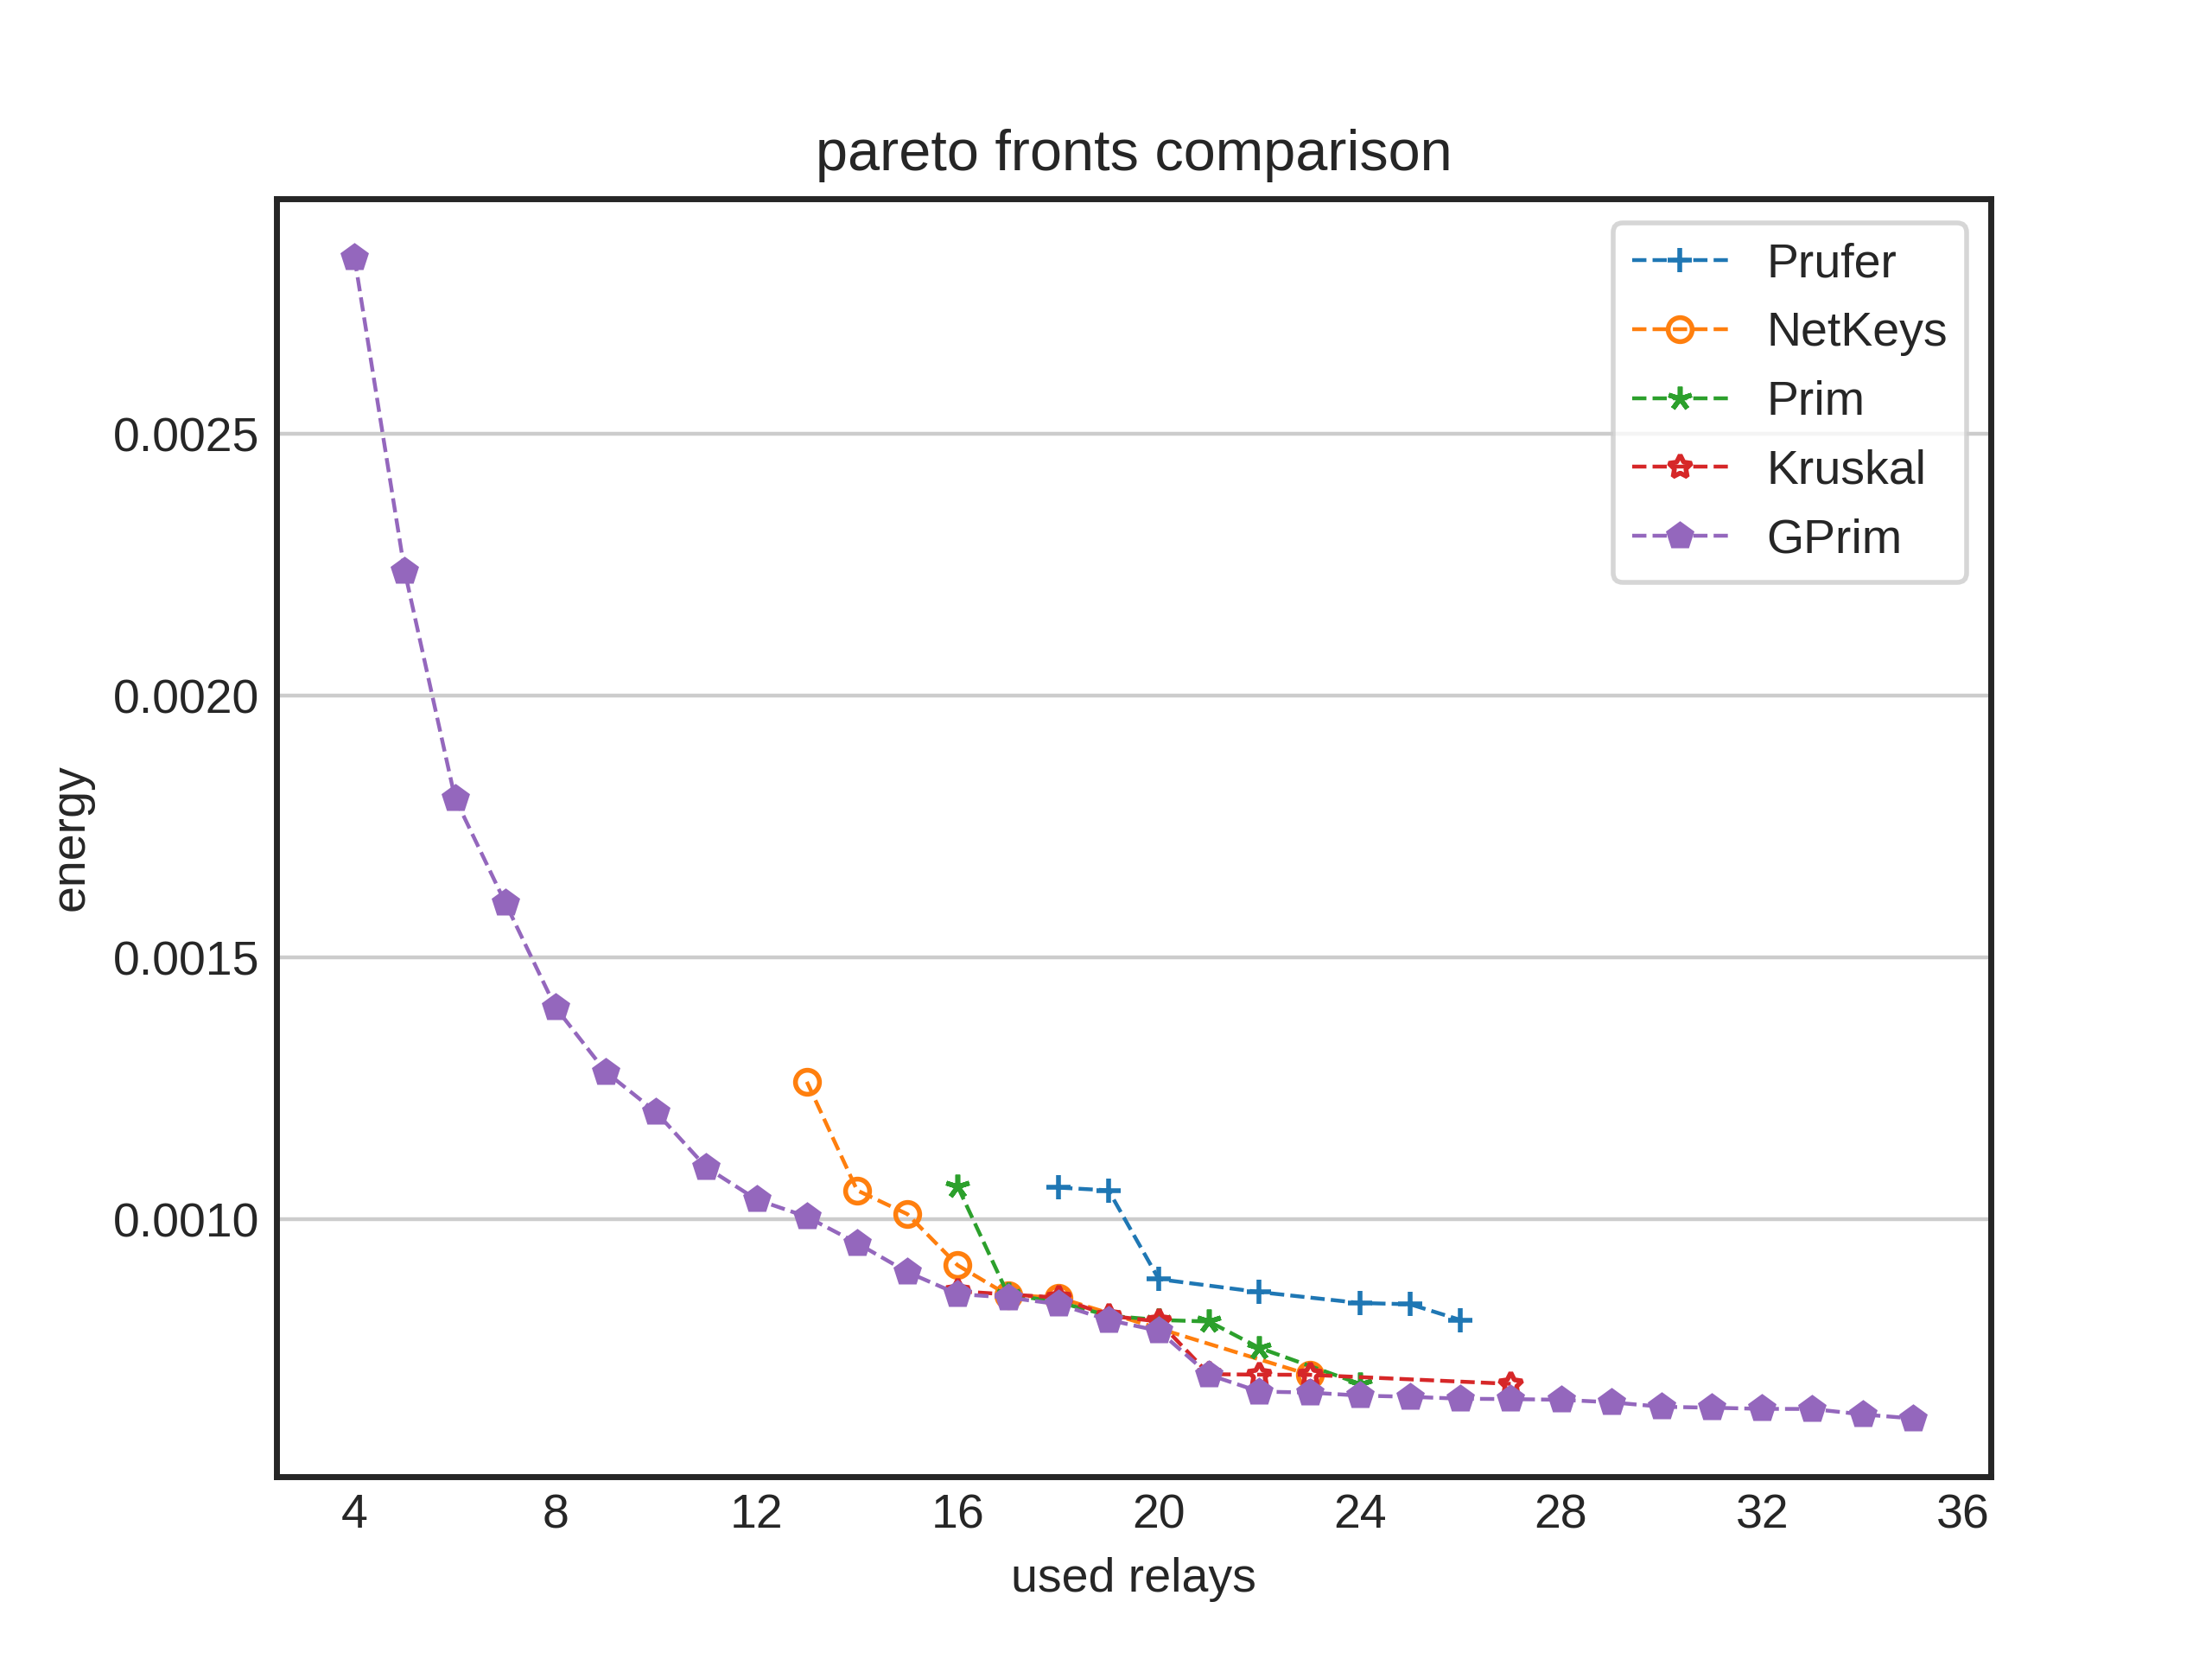 pareto fronts comparison
Prufer
NetKeys
Prim
Kruskal
GPrim
energy
0.0025
0.0020
0.0015
0.0010
4 8 12 16 20 24 28 32 36
used relays